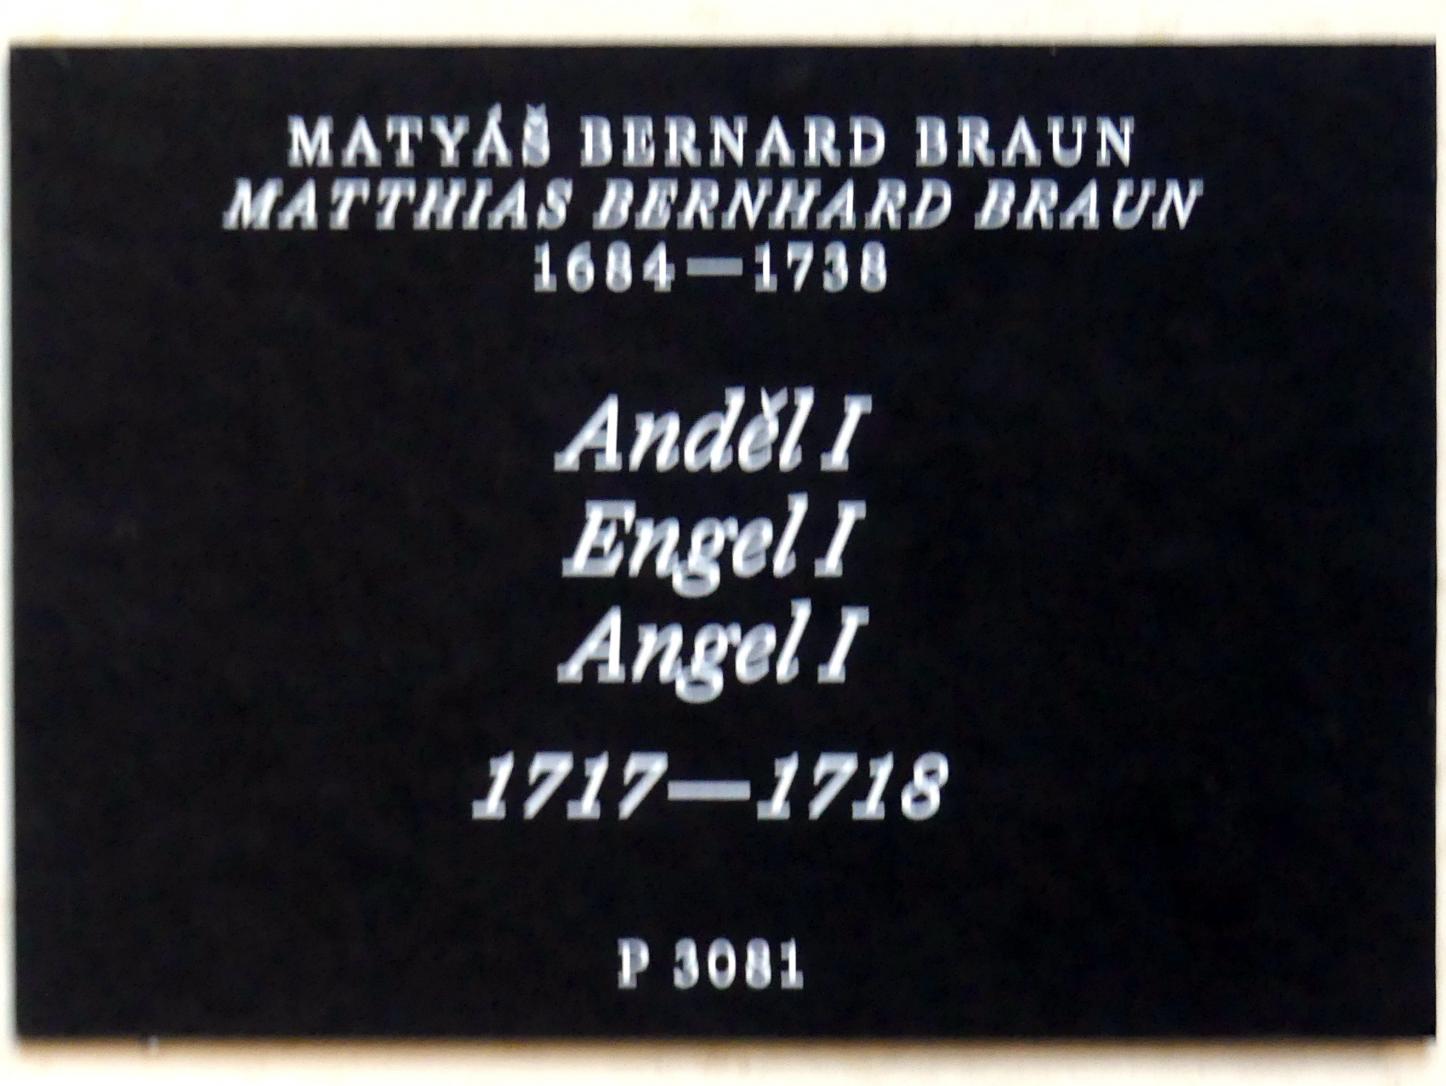 MATYÁŠ BERNARD BRAUN
MATTHIAS BERNHARD BRAUN
1684—1738
Anděl I
Engel I
Angel I
1717—1718
P 3081